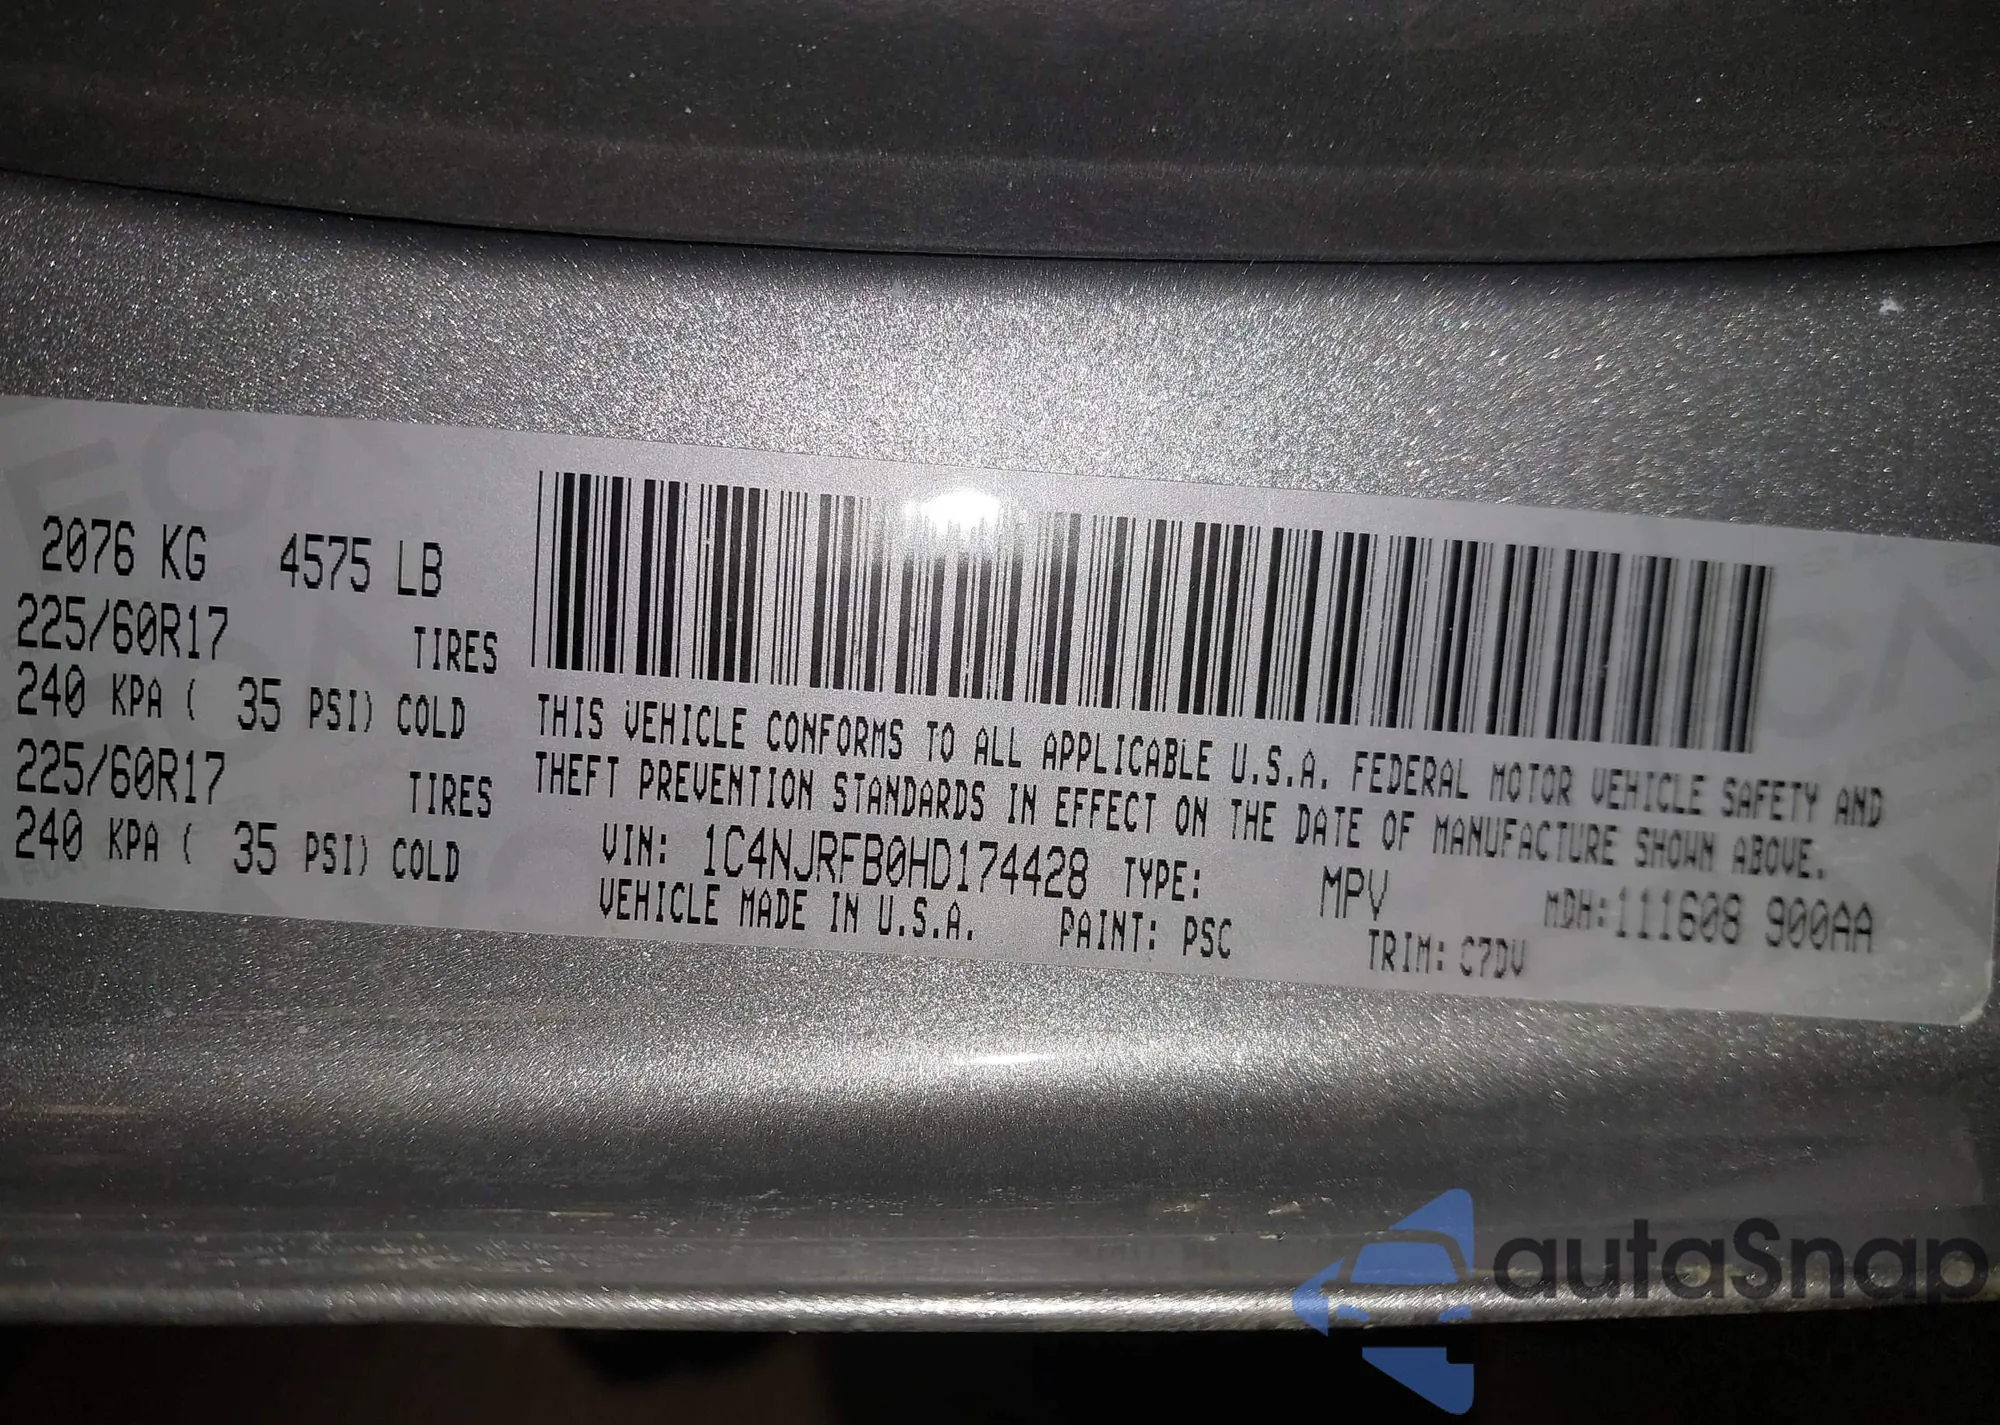 2076 KG 4575 LB
225/60R17 TIRES
240 KPA ( 35 PSI) COLD
225/60R17 TIRES
240 KPA ( 35 PSI) COLD
THIS VEHICLE CONFORMS TO ALL APPLICABLE U.S.A. FEDERAL MOTOR VEHICLE SAFETY AND
THEFT PREVENTION STANDARDS IN EFFECT ON THE DATE OF MANUFACTURE SHOWN ABOVE.
VIN: 1C4NJRFB0HD174428 TYPE: MPV MDH:111608 900AA
VEHICLE MADE IN U.S.A. PAINT: PSC TRIM: C7DV
autaSnap